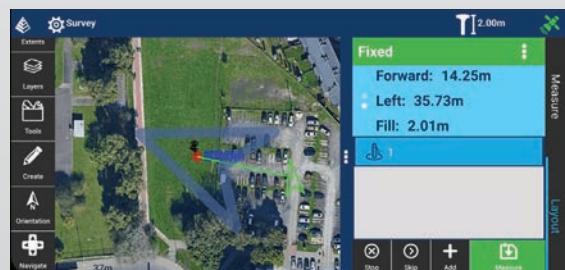 Survey
2.00m
Extents
Layers
Tools
Create
Orientation
Navigate
37m
Fixed
Forward: 14.25m
Left: 35.73m
Fill: 2.01m
1
Stop
Skip
Add
Measure
Measure
Layout